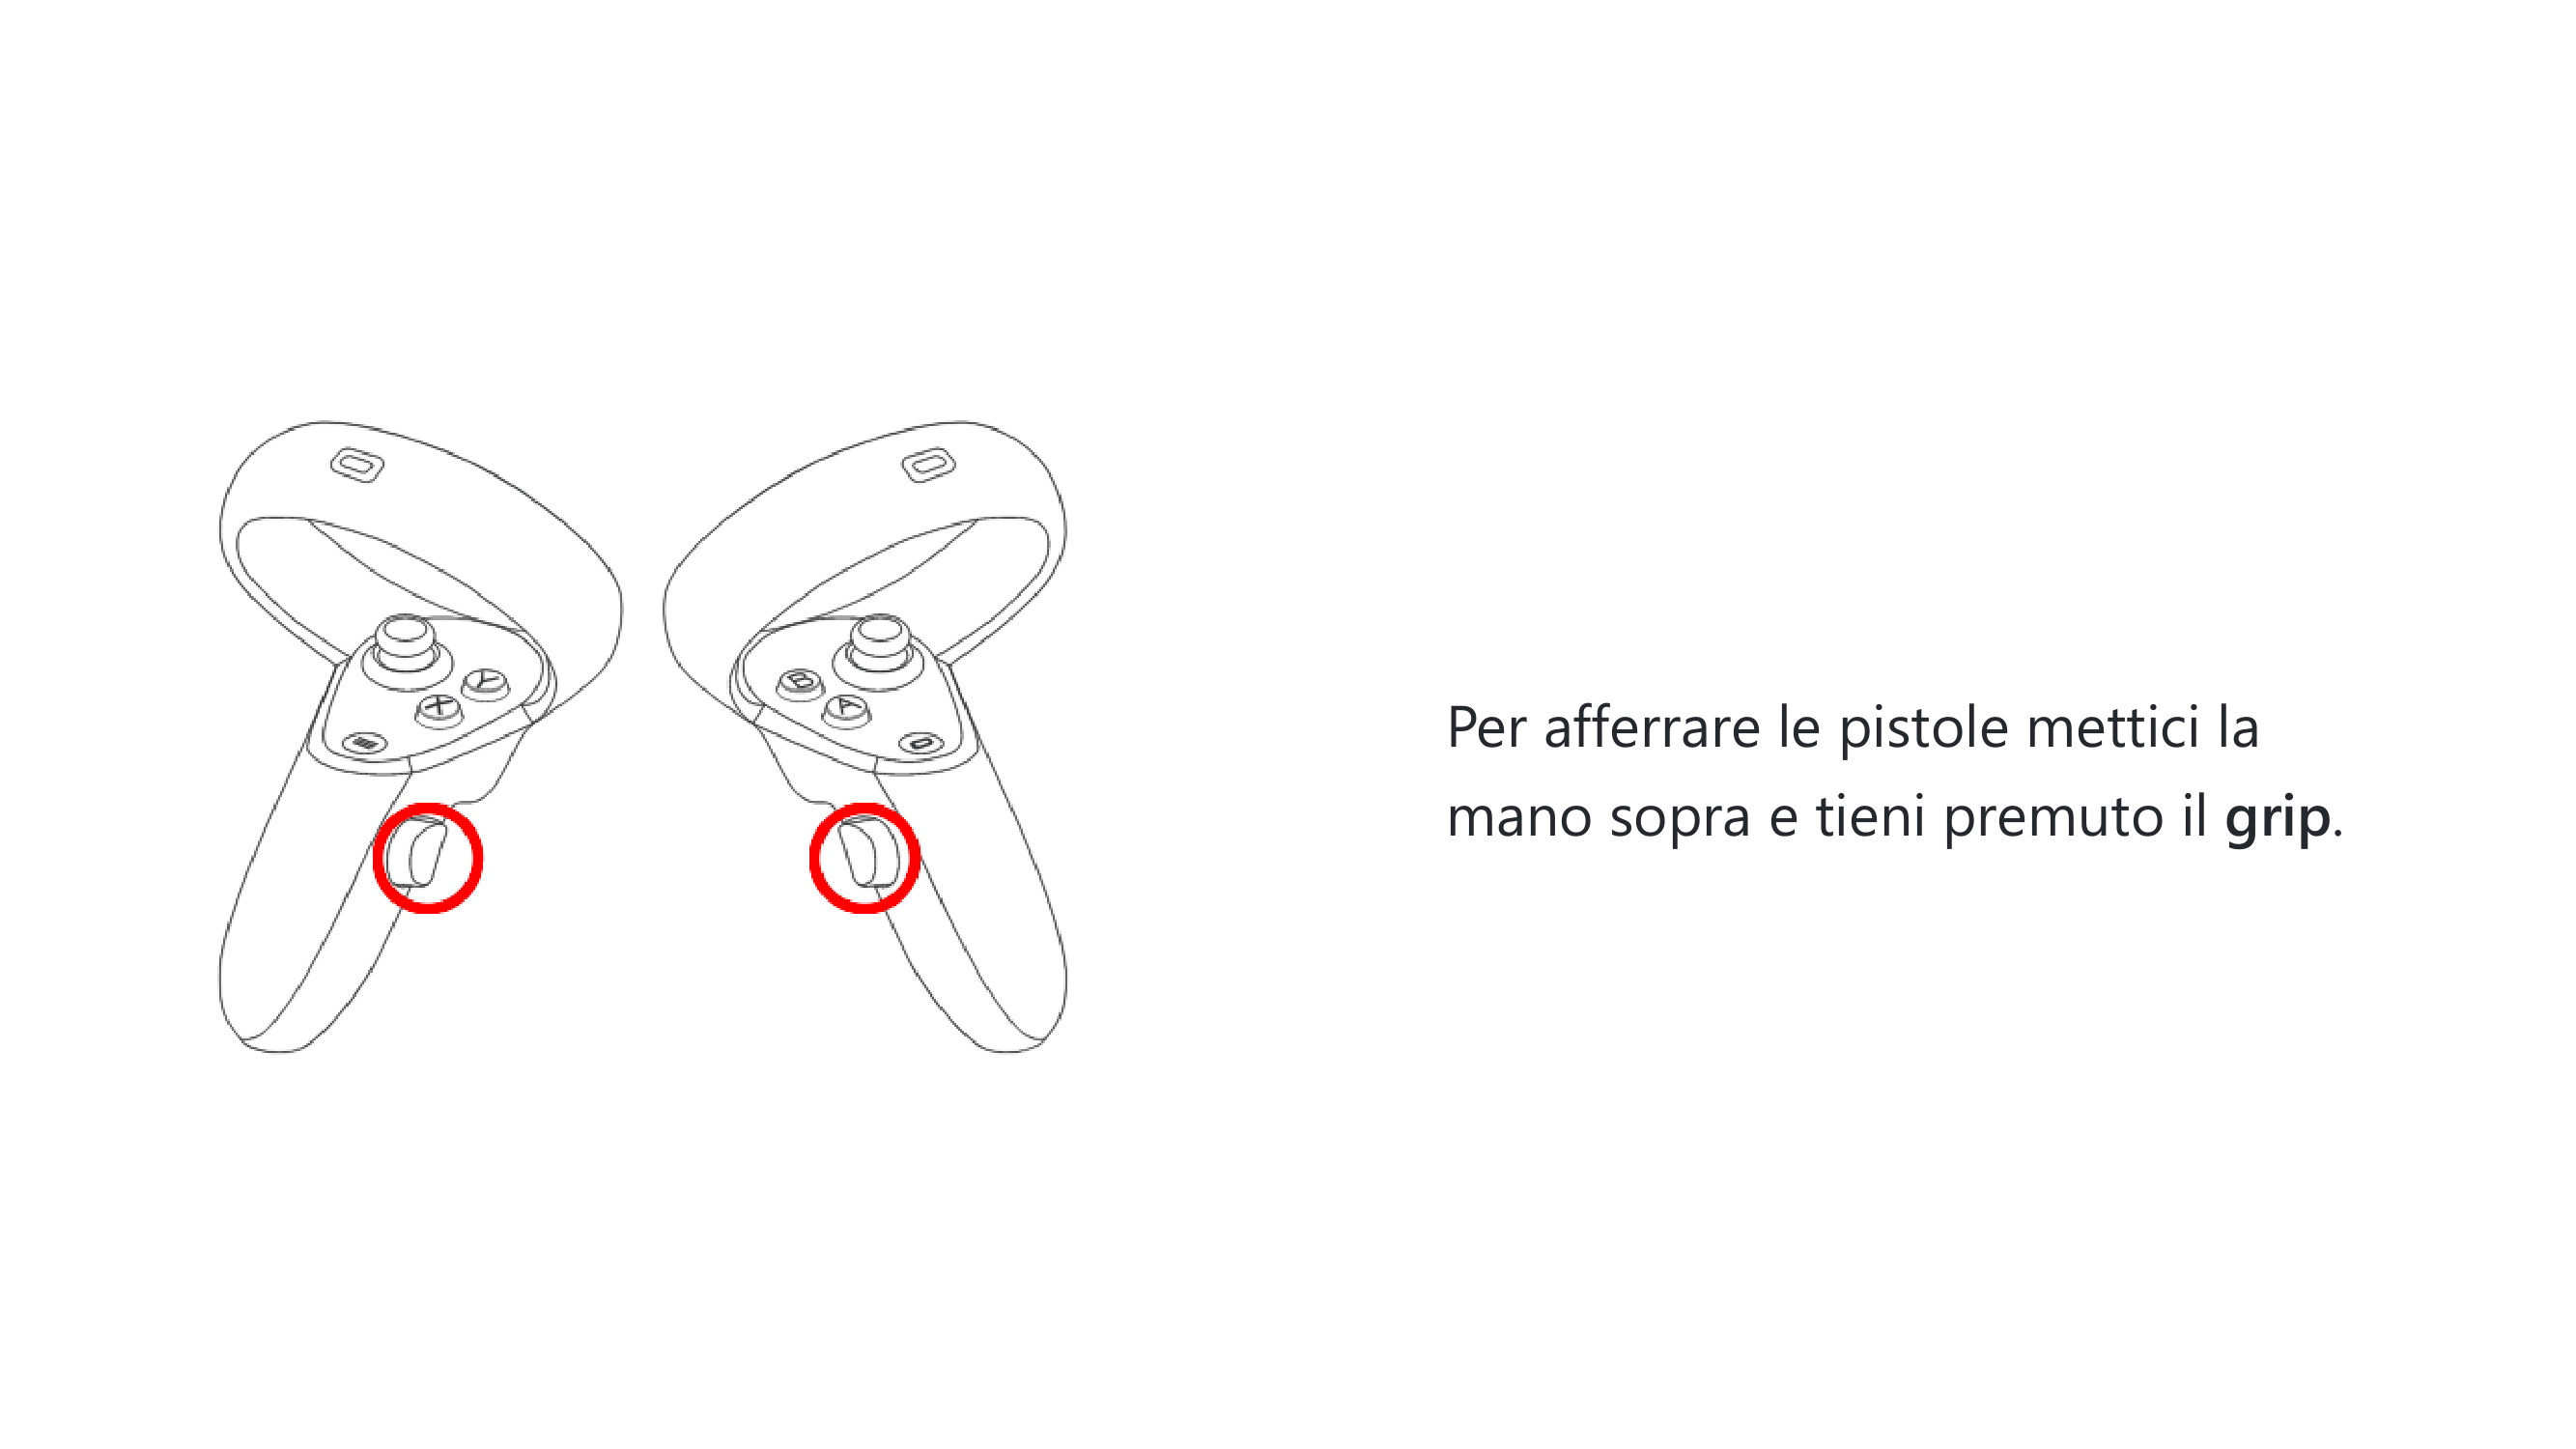 Y
X
B
A
Per afferrare le pistole mettici la
mano sopra e tieni premuto il grip.